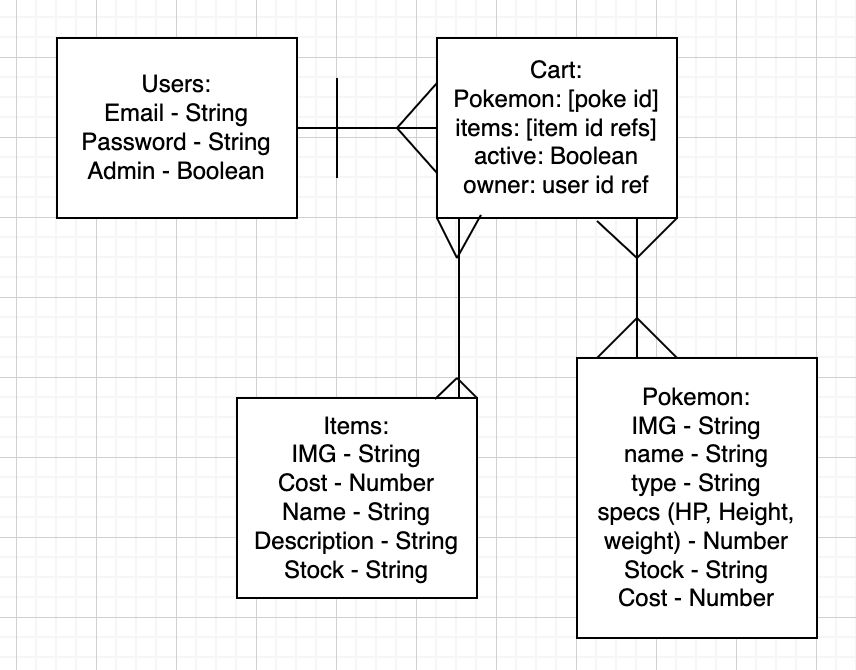 Users:
Email - String
Password - String
Admin - Boolean
Cart:
Pokemon: [poke id]
items: [item id refs]
active: Boolean
owner: user id ref
Items:
IMG - String
Cost - Number
Name - String
Description - String
Stock - String
Pokemon:
IMG - String
name - String
type - String
specs (HP, Height,
weight) - Number
Stock - String
Cost - Number